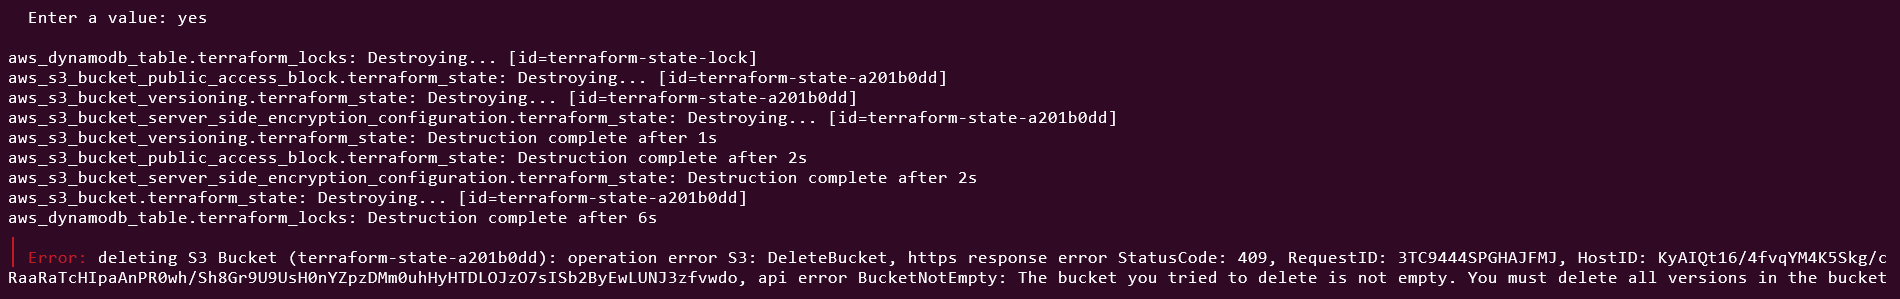 Enter a value: yes
aws_dynamodb_table.terraform_locks: Destroying... [id=terraform-state-lock]
aws_s3_bucket_public_access_block.terraform_state: Destroying... [id=terraform-state-a201b0dd]
aws_s3_bucket_versioning.terraform_state: Destroying... [id=terraform-state-a201b0dd]
aws_s3_bucket_server_side_encryption_configuration.terraform_state: Destroying... [id=terraform-state-a201b0dd]
aws_s3_bucket_versioning.terraform_state: Destruction complete after 1s
aws_s3_bucket_public_access_block.terraform_state: Destruction complete after 2s
aws_s3_bucket_server_side_encryption_configuration.terraform_state: Destruction complete after 2s
aws_s3_bucket.terraform_state: Destroying... [id=terraform-state-a201b0dd]
aws_dynamodb_table.terraform_locks: Destruction complete after 6s
Error: deleting S3 Bucket (terraform-state-a201b0dd): operation error S3: DeleteBucket, https response error StatusCode: 409, RequestID: 3TC9444SPGHAJFMJ, HostID: KyAIQt16/4fvqYM4K5Skg/c
RaaRaTcHIpaAnPR0wh/Sh8Gr9U9UsH0nYZpzDMm0uhHyHTDLOJzO7sISb2ByEwLUNJ3zfvwdo, api error BucketNotEmpty: The bucket you tried to delete is not empty. You must delete all versions in the bucket